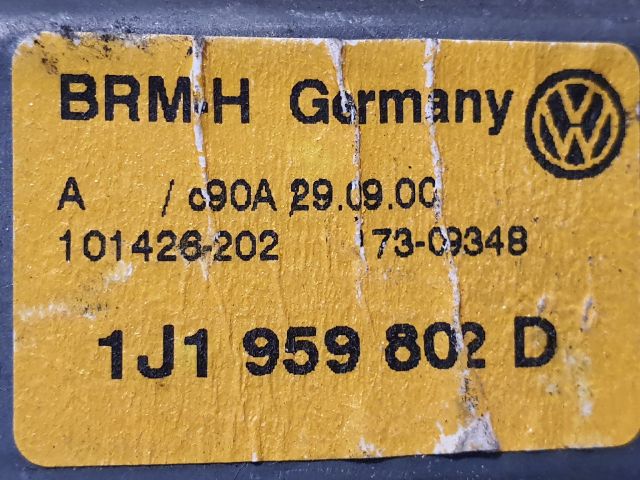 BRM-H Germany
A / c90A 29.09.00
101426-202 173-09348
1J1 959 802 D